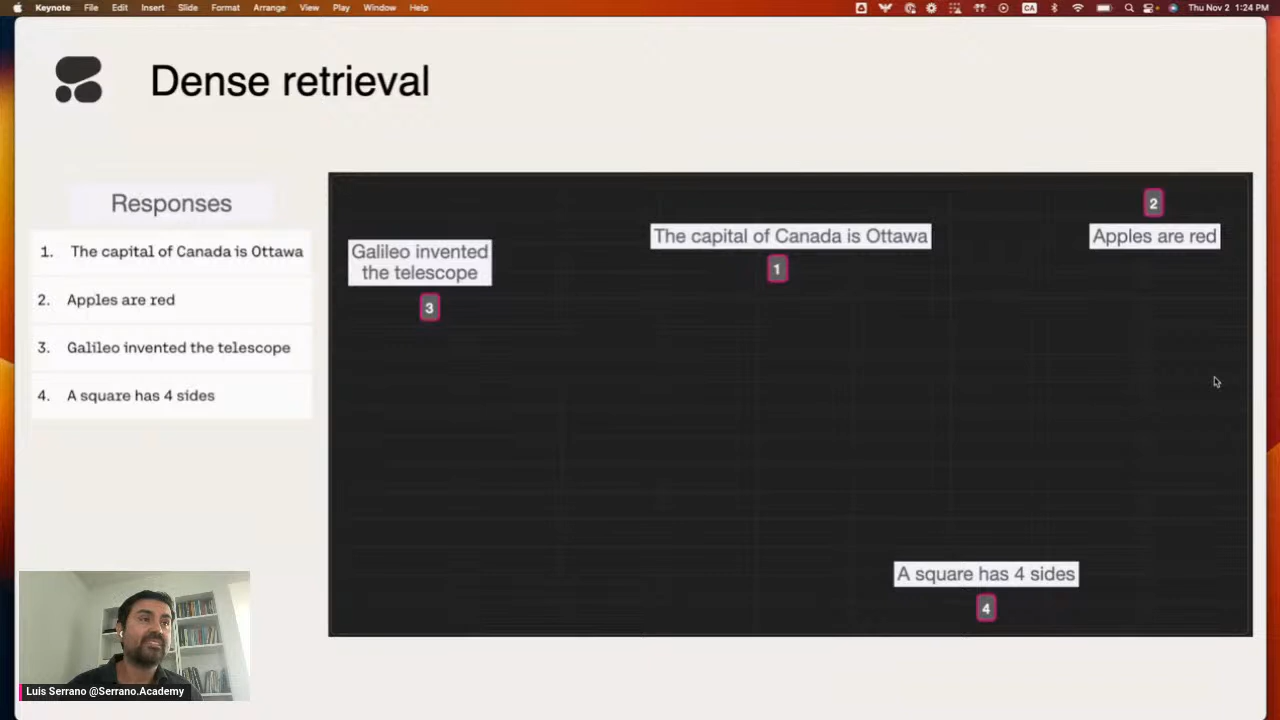 Keynote File Edit Insert Slide Format Arrange View Play Window Help CA Thu Nov 2 1:24 PM
Dense retrieval
Responses
1. The capital of Canada is Ottawa
2. Apples are red
3. Galileo invented the telescope
4. A square has 4 sides
Galileo invented
the telescope
3
The capital of Canada is Ottawa
1
2
Apples are red
A square has 4 sides
4
Luis Serrano @Serrano.Academy